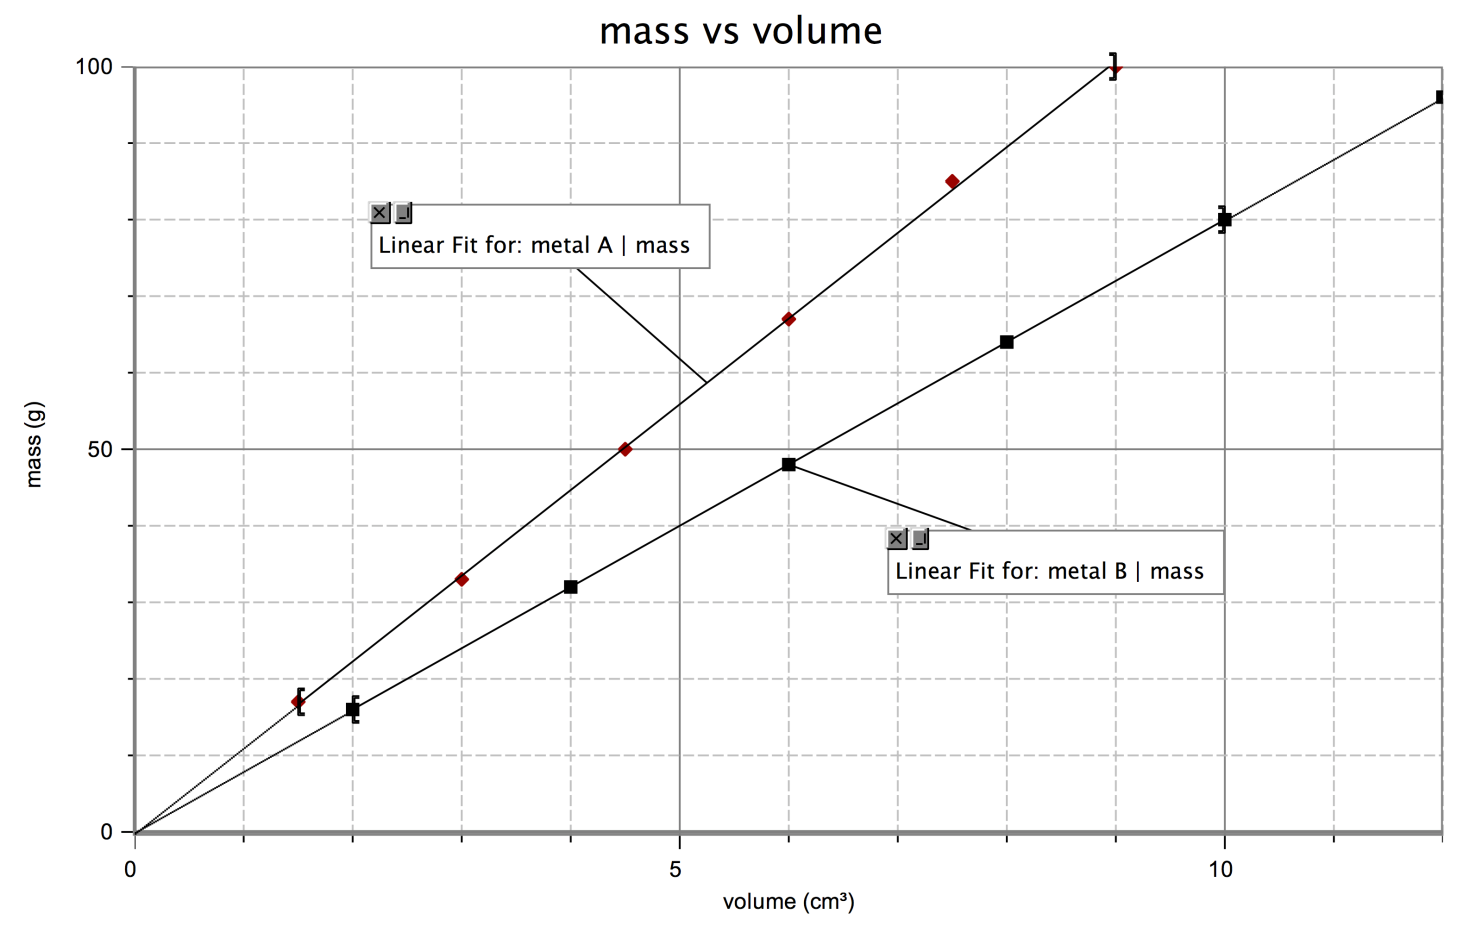 mass vs volume
100
Linear Fit for: metal A | mass
50
mass (g)
Linear Fit for: metal B | mass
0
0
5
10
volume (cm³)